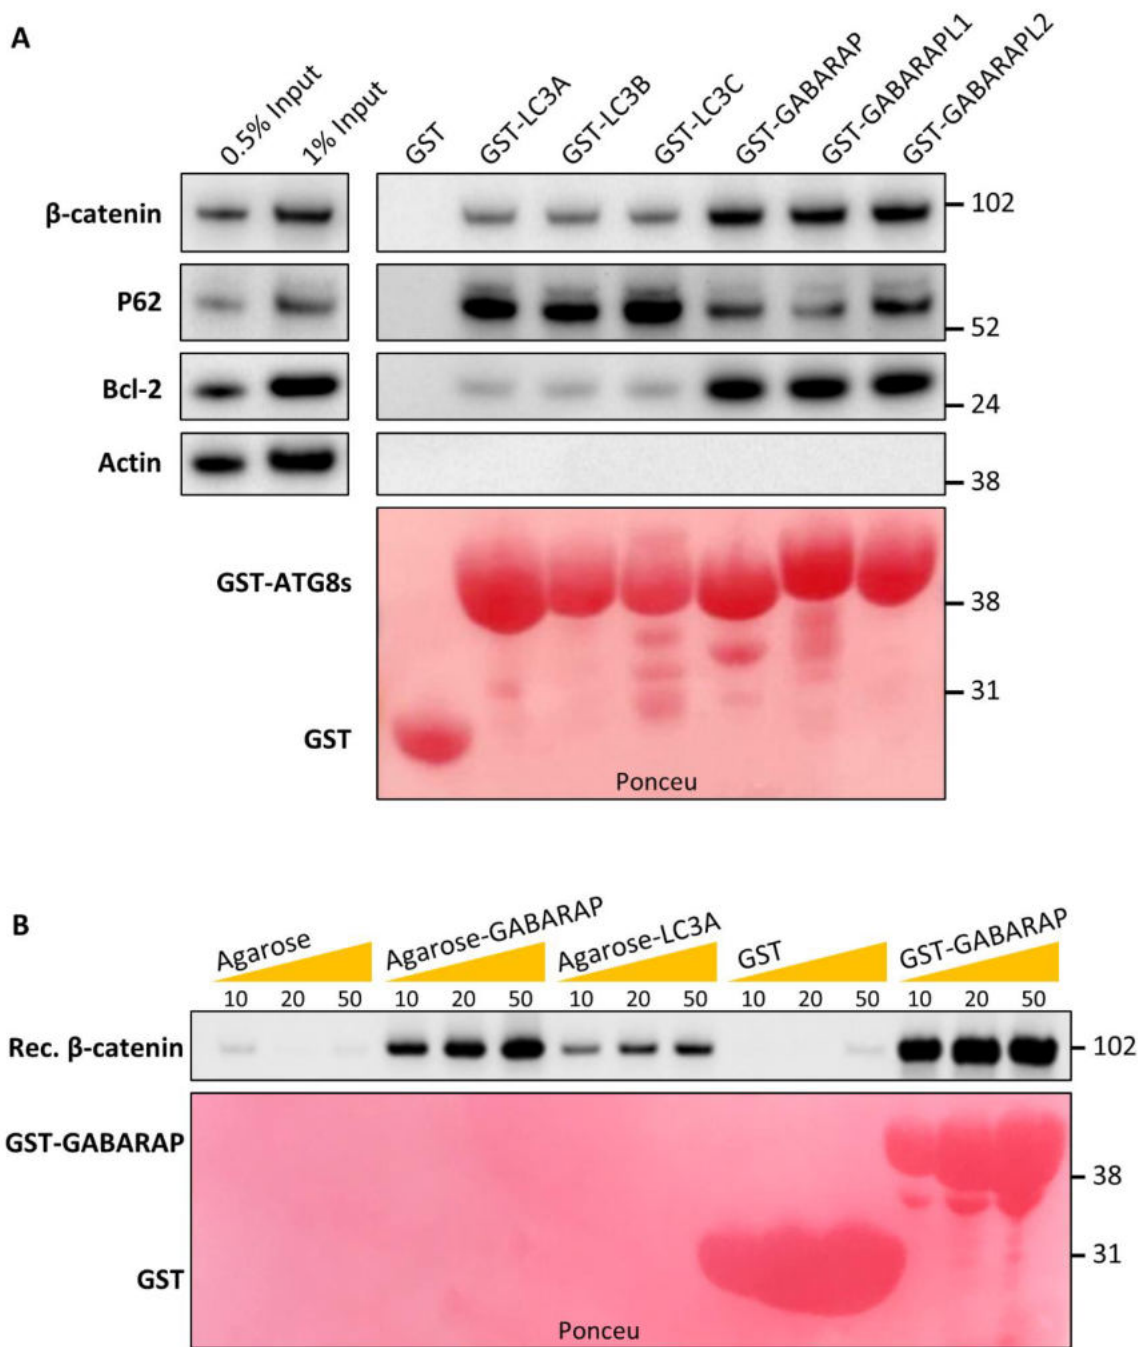 A
0.5% Input
1% Input
GST
GST-LC3A
GST-LC3B
GST-LC3C
GST-GABARAP
GST-GABARAPL1
GST-GABARAPL2
β-catenin
102
P62
52
Bcl-2
24
Actin
38
GST-ATG8s
38
31
GST
Ponceu
B
Agarose
Agarose-GABARAP
Agarose-LC3A
GST
GST-GABARAP
10 20 50 10 20 50 10 20 50 10 20 50 10 20 50
Rec. β-catenin
102
GST-GABARAP
38
31
GST
Ponceu